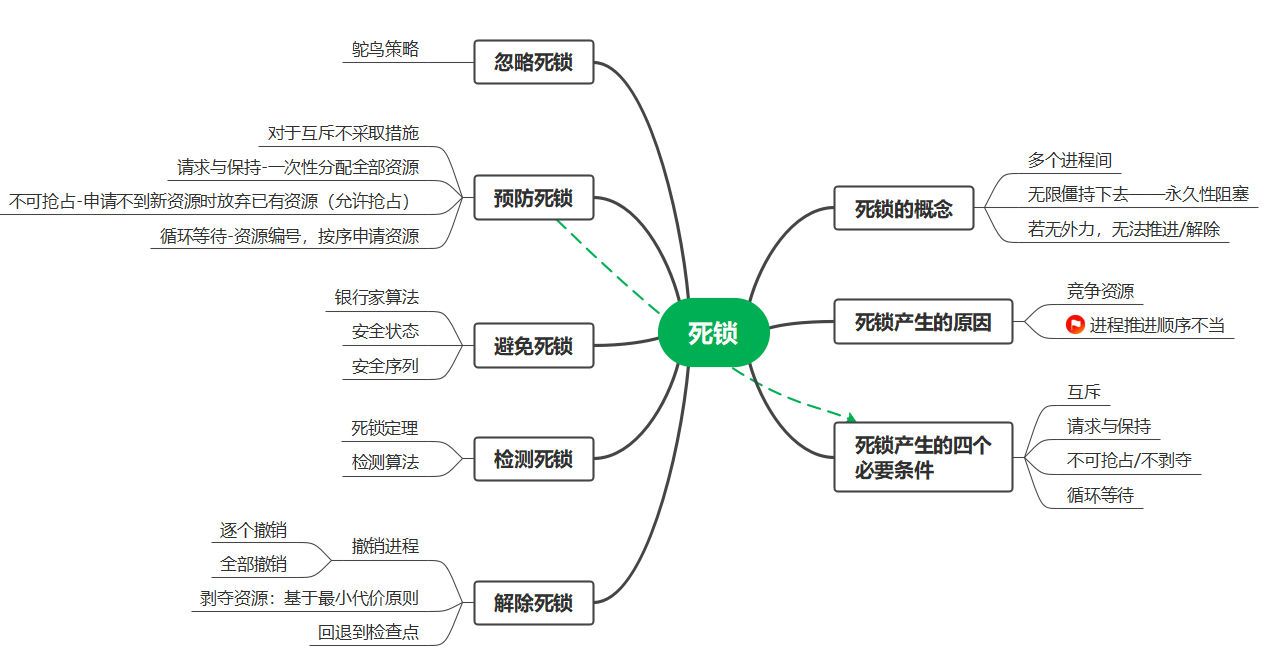 死锁
死锁的概念
多个进程间
无限僵持下去——永久性阻塞
若无外力，无法推进/解除
死锁产生的原因
竞争资源
进程推进顺序不当
死锁产生的四个
必要条件
互斥
请求与保持
不可抢占/不剥夺
循环等待
忽略死锁
鸵鸟策略
预防死锁
对于互斥不采取措施
请求与保持-一次性分配全部资源
不可抢占-申请不到新资源时放弃已有资源（允许抢占）
循环等待-资源编号，按序申请资源
避免死锁
银行家算法
安全状态
安全序列
检测死锁
死锁定理
检测算法
解除死锁
撤销进程
逐个撤销
全部撤销
剥夺资源：基于最小代价原则
回退到检查点